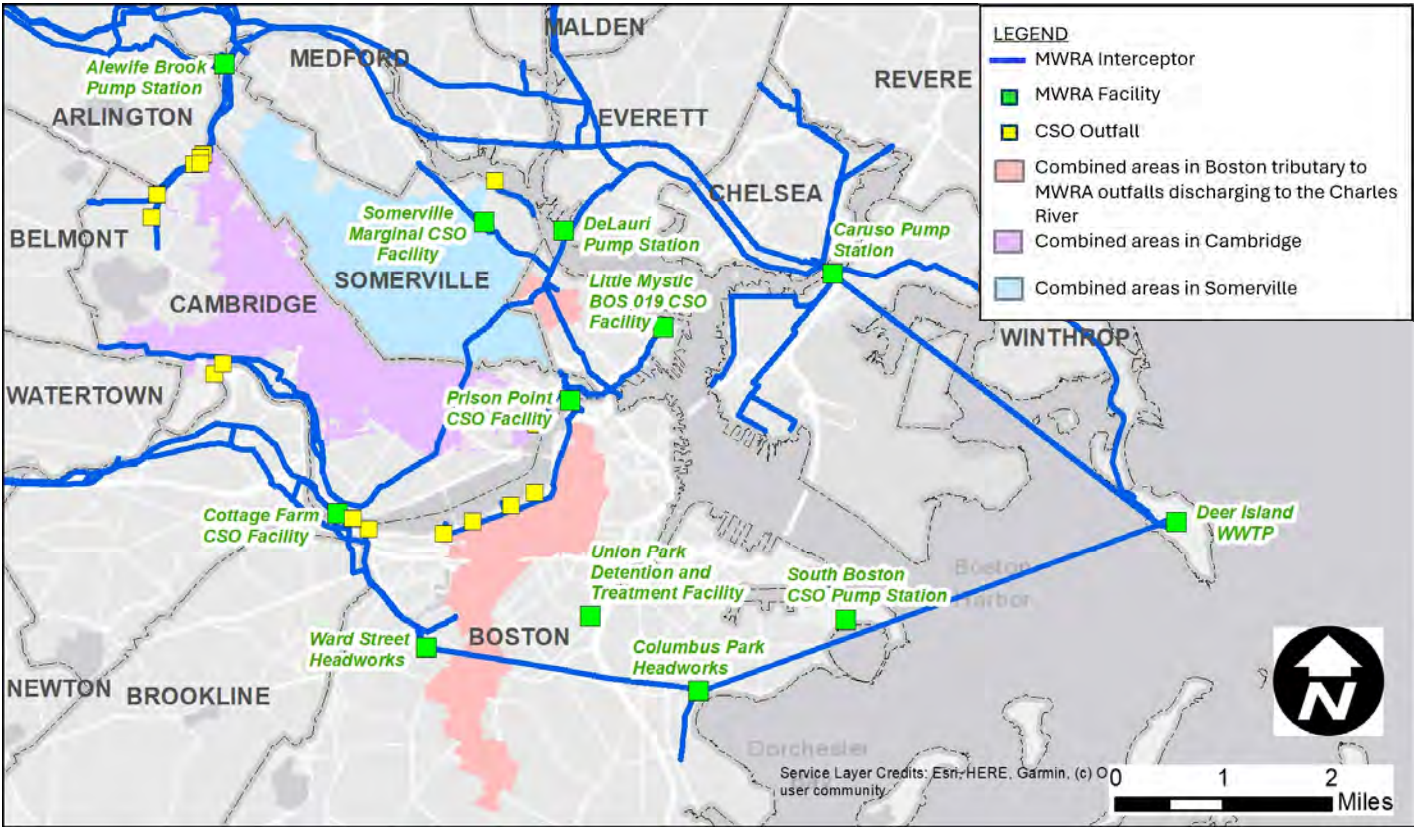 MALDEN
MEDFORD
REVERE
Alewife Brook
Pump Station
ARLINGTON
EVERETT
CHELSEA
Somerville
Marginal CSO
Facility
DeLauri
Pump Station
Caruso Pump
Station
BELMONT
SOMERVILLE
Little Mystic
BOS 019 CSO
Facility
CAMBRIDGE
WINTHROP
WATERTOWN
Prison Point
CSO Facility
Cottage Farm
CSO Facility
Deer Island
WWTP
Union Park
Detention and
Treatment Facility
South Boston
CSO Pump Station
Boston
Harbor
Ward Street
Headworks
BOSTON
Columbus Park
Headworks
NEWTON
BROOKLINE
Dorchester
LEGEND
MWRA Interceptor
MWRA Facility
CSO Outfall
Combined areas in Boston tributary to
MWRA outfalls discharging to the Charles
River
Combined areas in Cambridge
Combined areas in Somerville
N
Service Layer Credits: Esri, HERE, Garmin, (c) O
user community
0 1 2
Miles